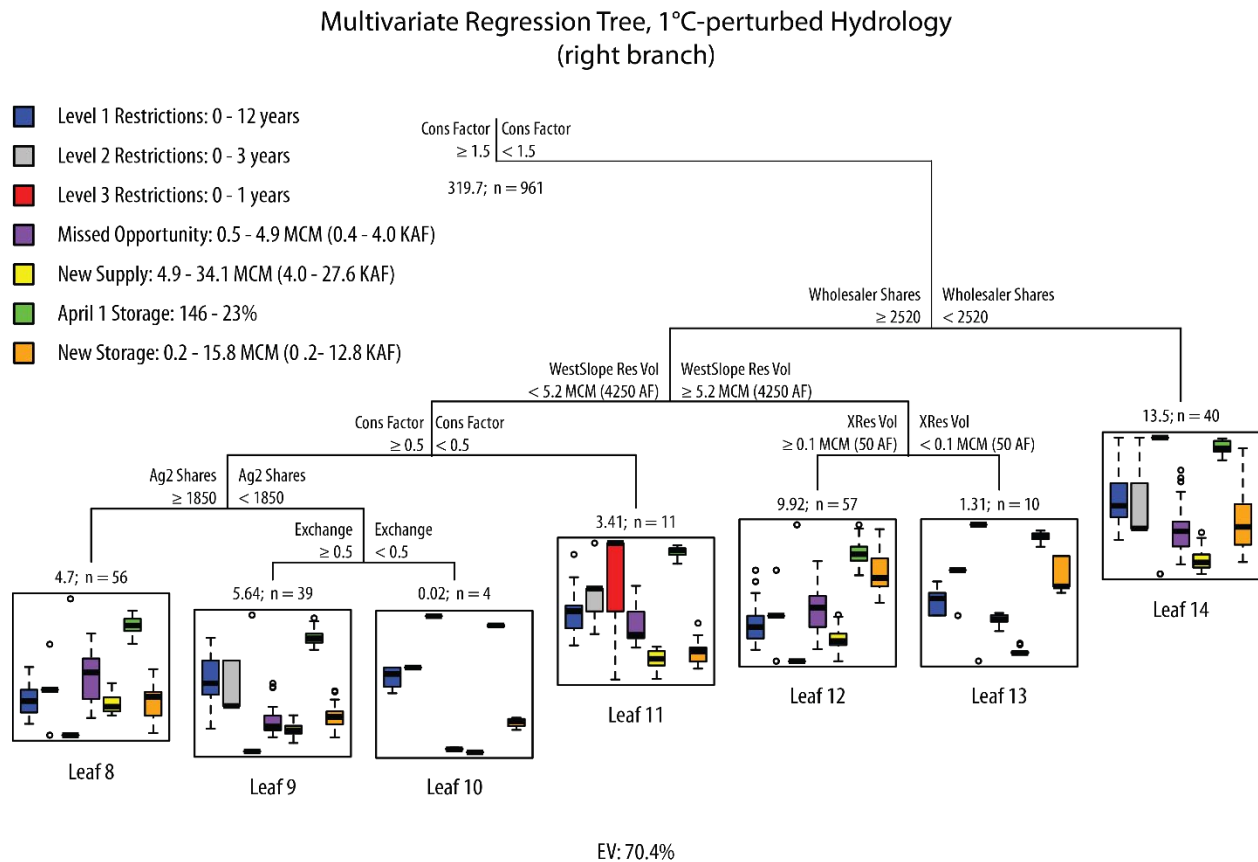 Multivariate Regression Tree, 1°C-perturbed Hydrology
(right branch)
Level 1 Restrictions: 0 - 12 years
Level 2 Restrictions: 0 - 3 years
Level 3 Restrictions: 0 - 1 years
Missed Opportunity: 0.5 - 4.9 MCM (0.4 - 4.0 KAF)
New Supply: 4.9 - 34.1 MCM (4.0 - 27.6 KAF)
April 1 Storage: 146 - 23%
New Storage: 0.2 - 15.8 MCM (0 .2- 12.8 KAF)
Cons Factor
≥ 1.5
Cons Factor
< 1.5
319.7; n = 961
Wholesaler Shares
≥ 2520
Wholesaler Shares
< 2520
WestSlope Res Vol
< 5.2 MCM (4250 AF)
WestSlope Res Vol
≥ 5.2 MCM (4250 AF)
Cons Factor
≥ 0.5
Cons Factor
< 0.5
XRes Vol
≥ 0.1 MCM (50 AF)
XRes Vol
< 0.1 MCM (50 AF)
Ag2 Shares
≥ 1850
Ag2 Shares
< 1850
Exchange
≥ 0.5
Exchange
< 0.5
4.7; n = 56
Leaf 8
5.64; n = 39
Leaf 9
0.02; n = 4
Leaf 10
3.41; n = 11
Leaf 11
9.92; n = 57
Leaf 12
1.31; n = 10
Leaf 13
13.5; n = 40
Leaf 14
EV: 70.4%